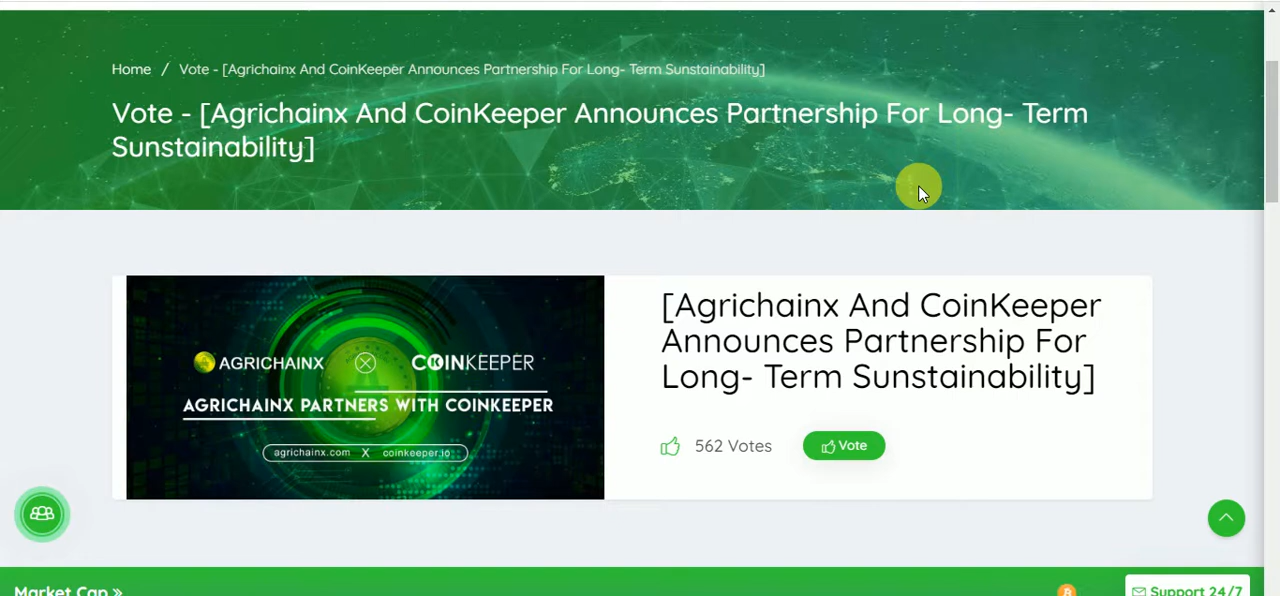 Home / Vote - [Agrichainx And CoinKeeper Announces Partnership For Long- Term Sunstainability]
Vote - [Agrichainx And CoinKeeper Announces Partnership For Long- Term
Sunstainability]
[Agrichainx And CoinKeeper
Announces Partnership For
Long- Term Sunstainability]
AGRICHAINX COINKEEPER
AGRICHAINX PARTNERS WITH COINKEEPER
agrichainx.com X coinkeeper.io
562 Votes Vote
Market Cap »
Support 24/7